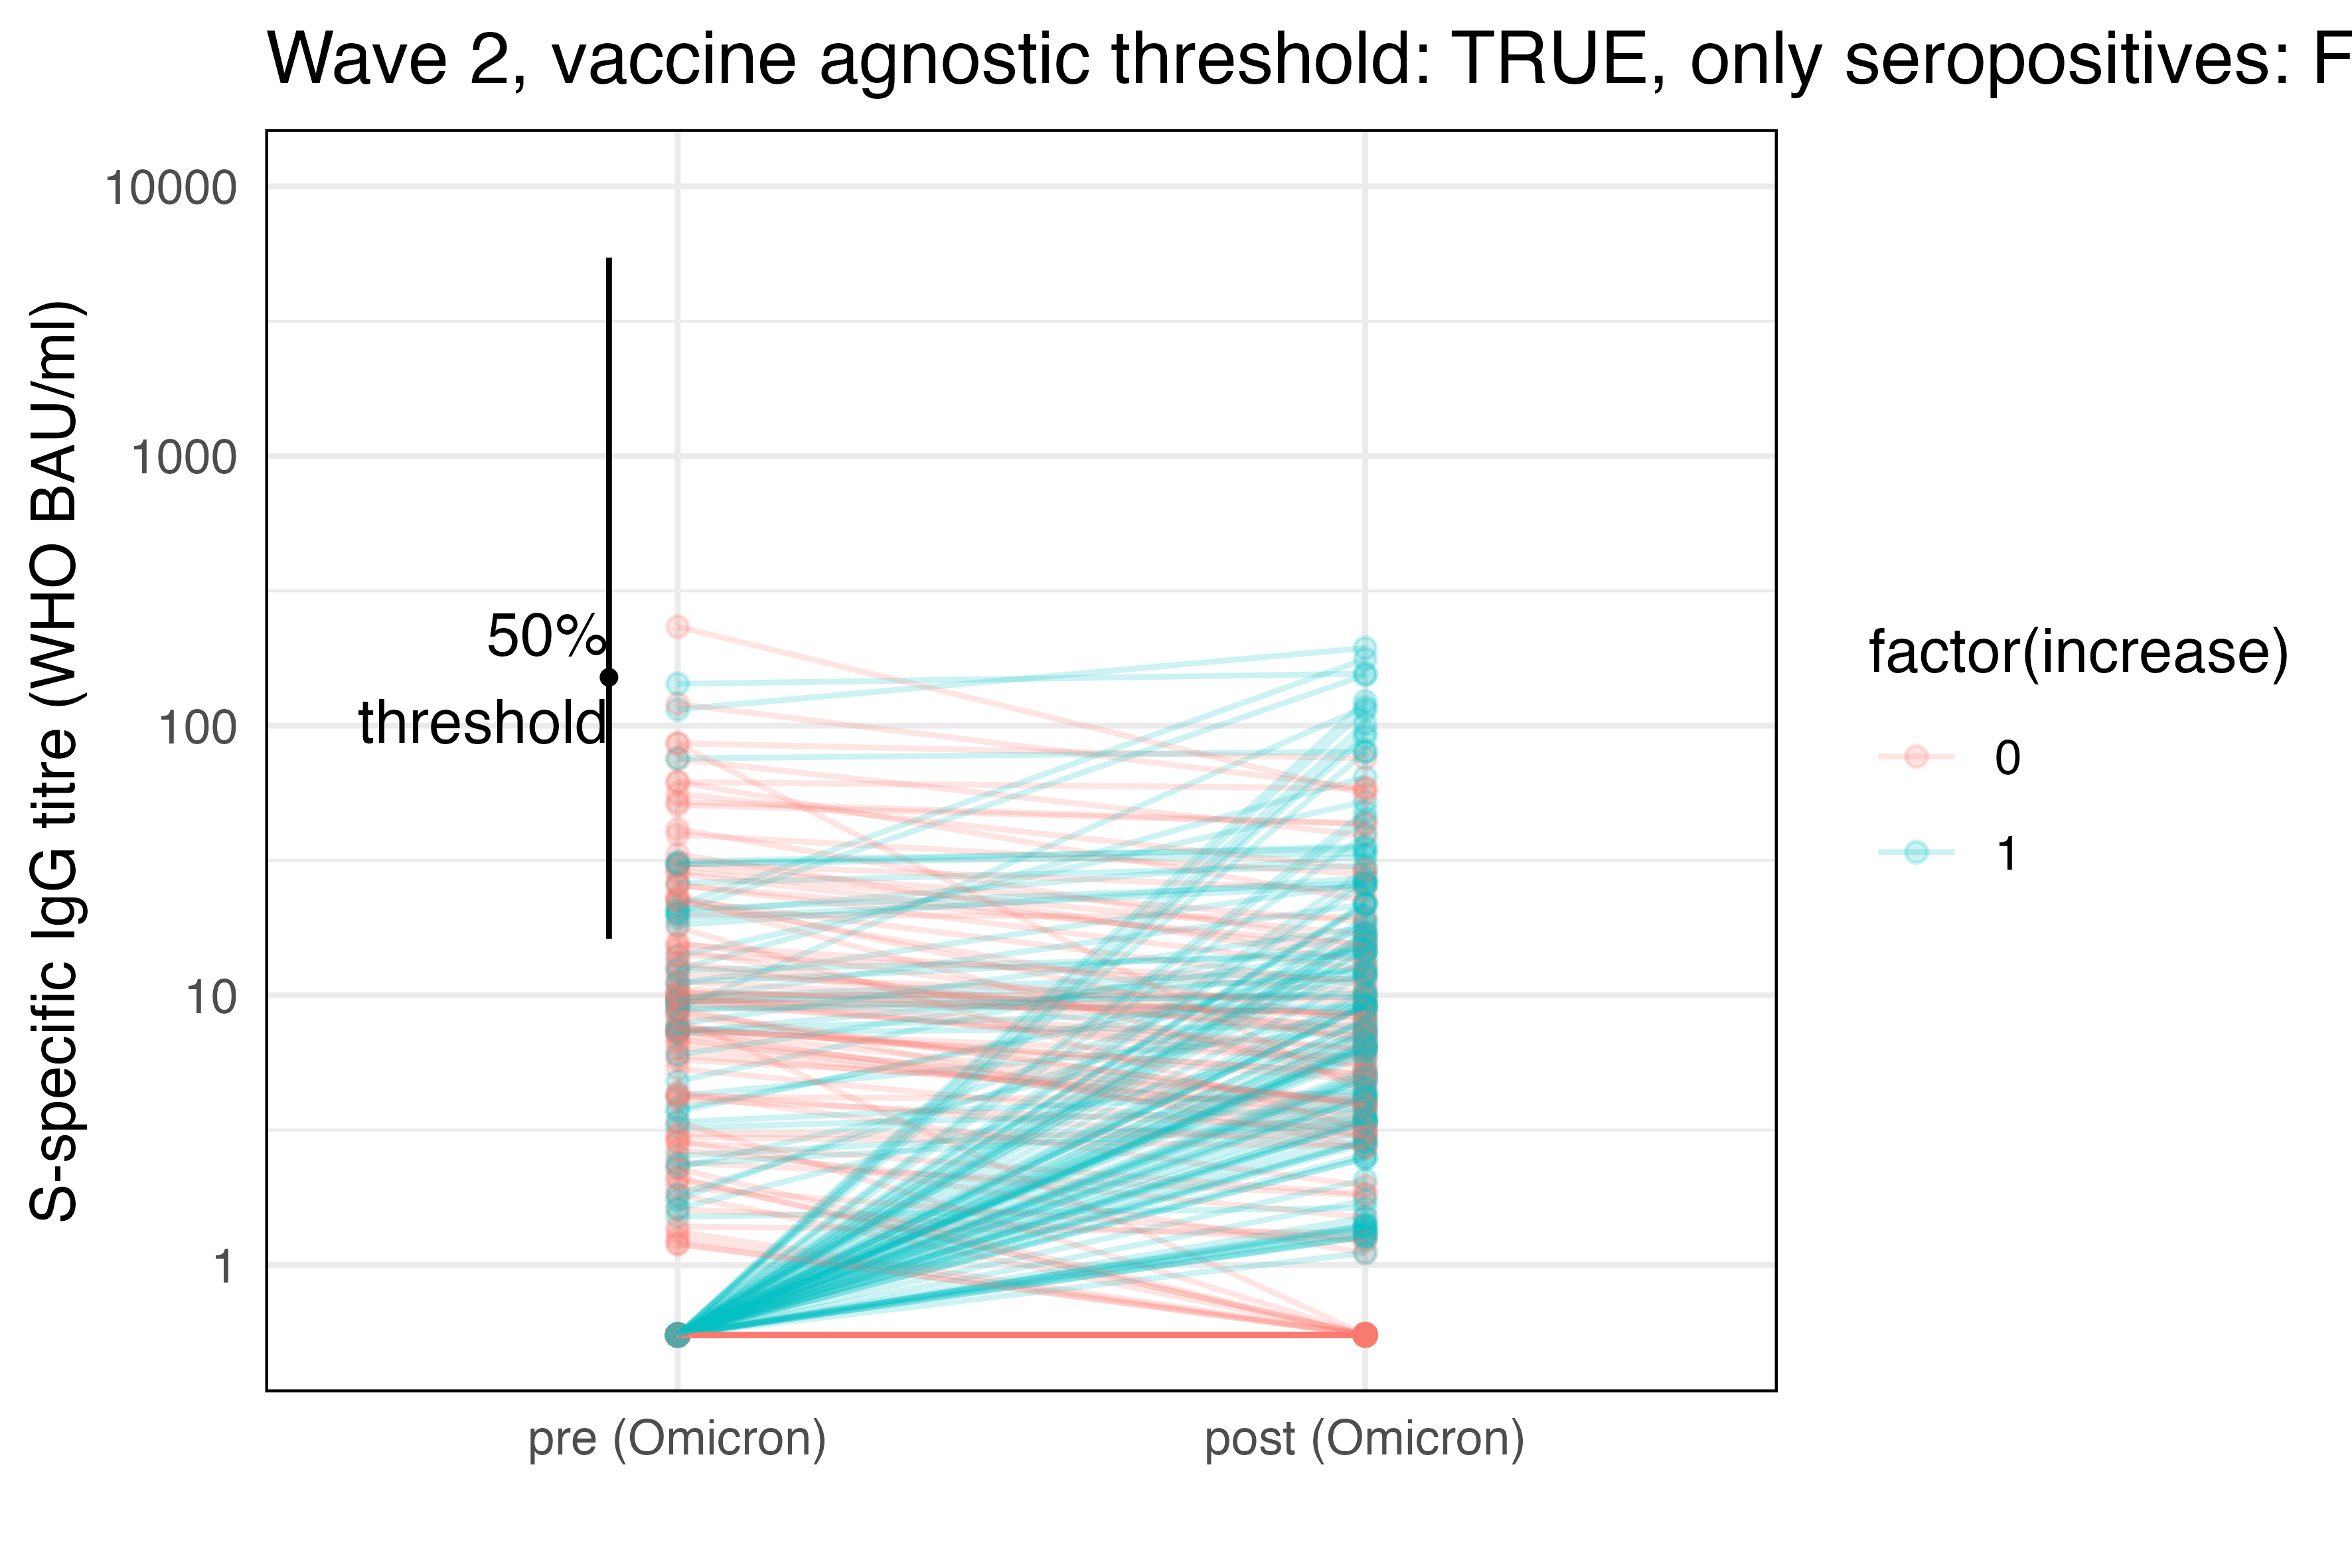 Wave 2, vaccine agnostic threshold: TRUE, only seropositives: F
S-specific IgG titre (WHO BAU/ml)
10000
1000
100
10
1
50%
threshold
pre (Omicron)
post (Omicron)
factor(increase)
0
1